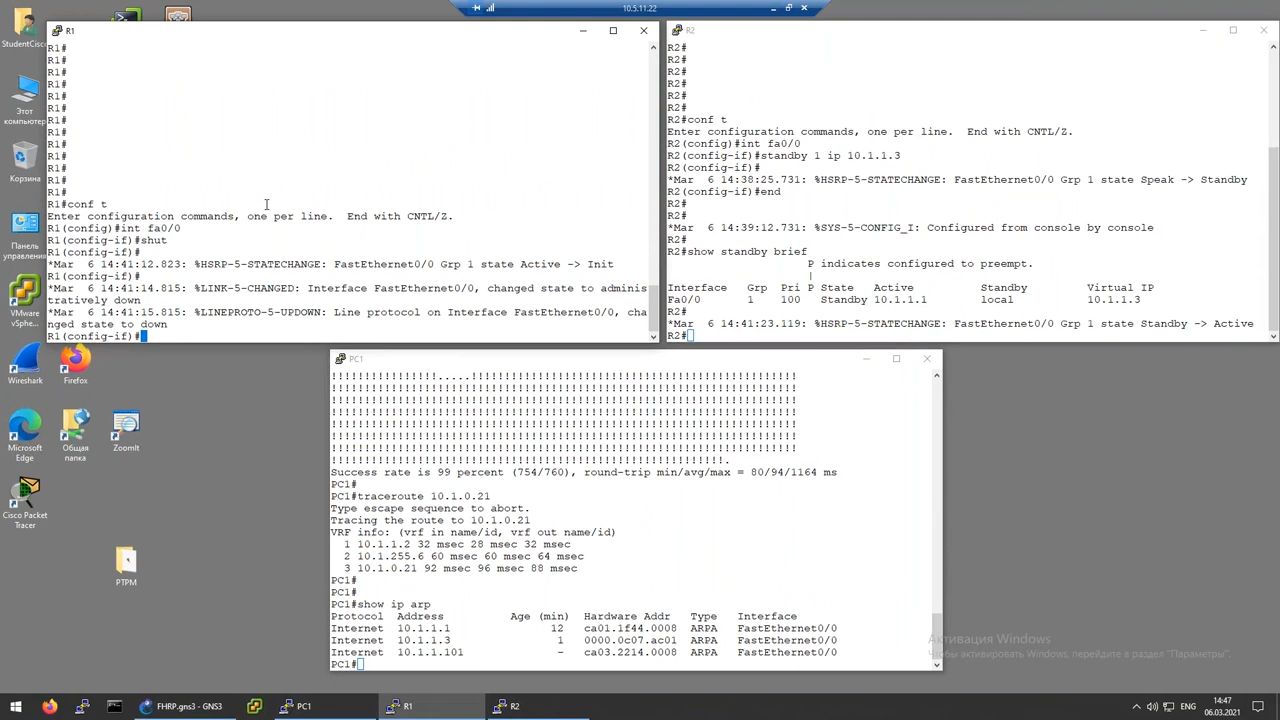 10.5.11.22
StudentCisco
Этот
компьютер
Корзина
Панель
управления
VMware
vSphe...
Wireshark
Firefox
Microsoft
Edge
Общая
папка
ZoomIt
Cisco Packet
Tracer
PTPM
R1
R1#
R1#
R1#
R1#
R1#
R1#
R1#
R1#
R1#
R1#
R1#
R1#
R1#
R1#conf t
Enter configuration commands, one per line.  End with CNTL/Z.
R1(config)#int fa0/0
R1(config-if)#shut
R1(config-if)#
*Mar  6 14:41:12.823: %HSRP-5-STATECHANGE: FastEthernet0/0 Grp 1 state Active -> Init
R1(config-if)#
*Mar  6 14:41:14.815: %LINK-5-CHANGED: Interface FastEthernet0/0, changed state to adminis
tratively down
*Mar  6 14:41:15.815: %LINEPROTO-5-UPDOWN: Line protocol on Interface FastEthernet0/0, cha
nged state to down
R1(config-if)#
R2
R2#
R2#
R2#
R2#
R2#
R2#
R2#conf t
Enter configuration commands, one per line.  End with CNTL/Z.
R2(config)#int fa0/0
R2(config-if)#standby 1 ip 10.1.1.3
R2(config-if)#
*Mar  6 14:38:25.731: %HSRP-5-STATECHANGE: FastEthernet0/0 Grp 1 state Speak -> Standby
R2(config-if)#end
R2#
R2#
*Mar  6 14:39:12.731: %SYS-5-CONFIG_I: Configured from console by console
R2#
R2#show standby brief
P indicates configured to preempt.
|
Interface   Grp  Pri P State   Active          Standby         Virtual IP
Fa0/0       1    100   Standby 10.1.1.1        local           10.1.1.3
R2#
*Mar  6 14:41:23.119: %HSRP-5-STATECHANGE: FastEthernet0/0 Grp 1 state Standby -> Active
R2#
PC1
!!!!!!!!!!!!!!!!.....!!!!!!!!!!!!!!!!!!!!!!!!!!!!!!!!!!!!!!!!!!!!!!!!!
!!!!!!!!!!!!!!!!!!!!!!!!!!!!!!!!!!!!!!!!!!!!!!!!!!!!!!!!!!!!!!!!!!!!!!
!!!!!!!!!!!!!!!!!!!!!!!!!!!!!!!!!!!!!!!!!!!!!!!!!!!!!!!!!!!!!!!!!!!!!!
!!!!!!!!!!!!!!!!!!!!!!!!!!!!!!!!!!!!!!!!!!!!!!!!!!!!!!!!!!!!!!!!!!!!!!
!!!!!!!!!!!!!!!!!!!!!!!!!!!!!!!!!!!!!!!!!!!!!!!!!!!!!!!!!!!!!!!!!!!!!!
!!!!!!!!!!!!!!!!!!!!!!!!!!!!!!!!!!!!!!!!!!!!!!!!!!!!!!!!!!!!!!!!!!!!!!
!!!!!!!!!!!!!!!!!!!!!!!!!!!!!!!!!!!!!!!!!!!!!!!!!!!!!!!!!!!!!!!!!!!!!!
!!!!!!!!!!!!!!!!!!!!!!!!!!!!!!!!!!!!!!!!!!!!!!!!!!!!!!!!!!!.
Success rate is 99 percent (754/760), round-trip min/avg/max = 80/94/1164 ms
PC1#
PC1#traceroute 10.1.0.21
Type escape sequence to abort.
Tracing the route to 10.1.0.21
VRF info: (vrf in name/id, vrf out name/id)
1 10.1.1.2 32 msec 28 msec 32 msec
2 10.1.255.6 60 msec 60 msec 64 msec
3 10.1.0.21 92 msec 96 msec 88 msec
PC1#
PC1#
PC1#show ip arp
Protocol  Address          Age (min)  Hardware Addr   Type   Interface
Internet  10.1.1.1               12   ca01.1f44.0008  ARPA   FastEthernet0/0
Internet  10.1.1.3                1   0000.0c07.ac01  ARPA   FastEthernet0/0
Internet  10.1.1.101              -   ca03.2214.0008  ARPA   FastEthernet0/0
PC1#
Активация Windows
Чтобы активировать Windows, перейдите в раздел "Параметры".
FHRP.gns3 - GNS3
PC1
R1
R2
ENG
14:47
06.03.2021